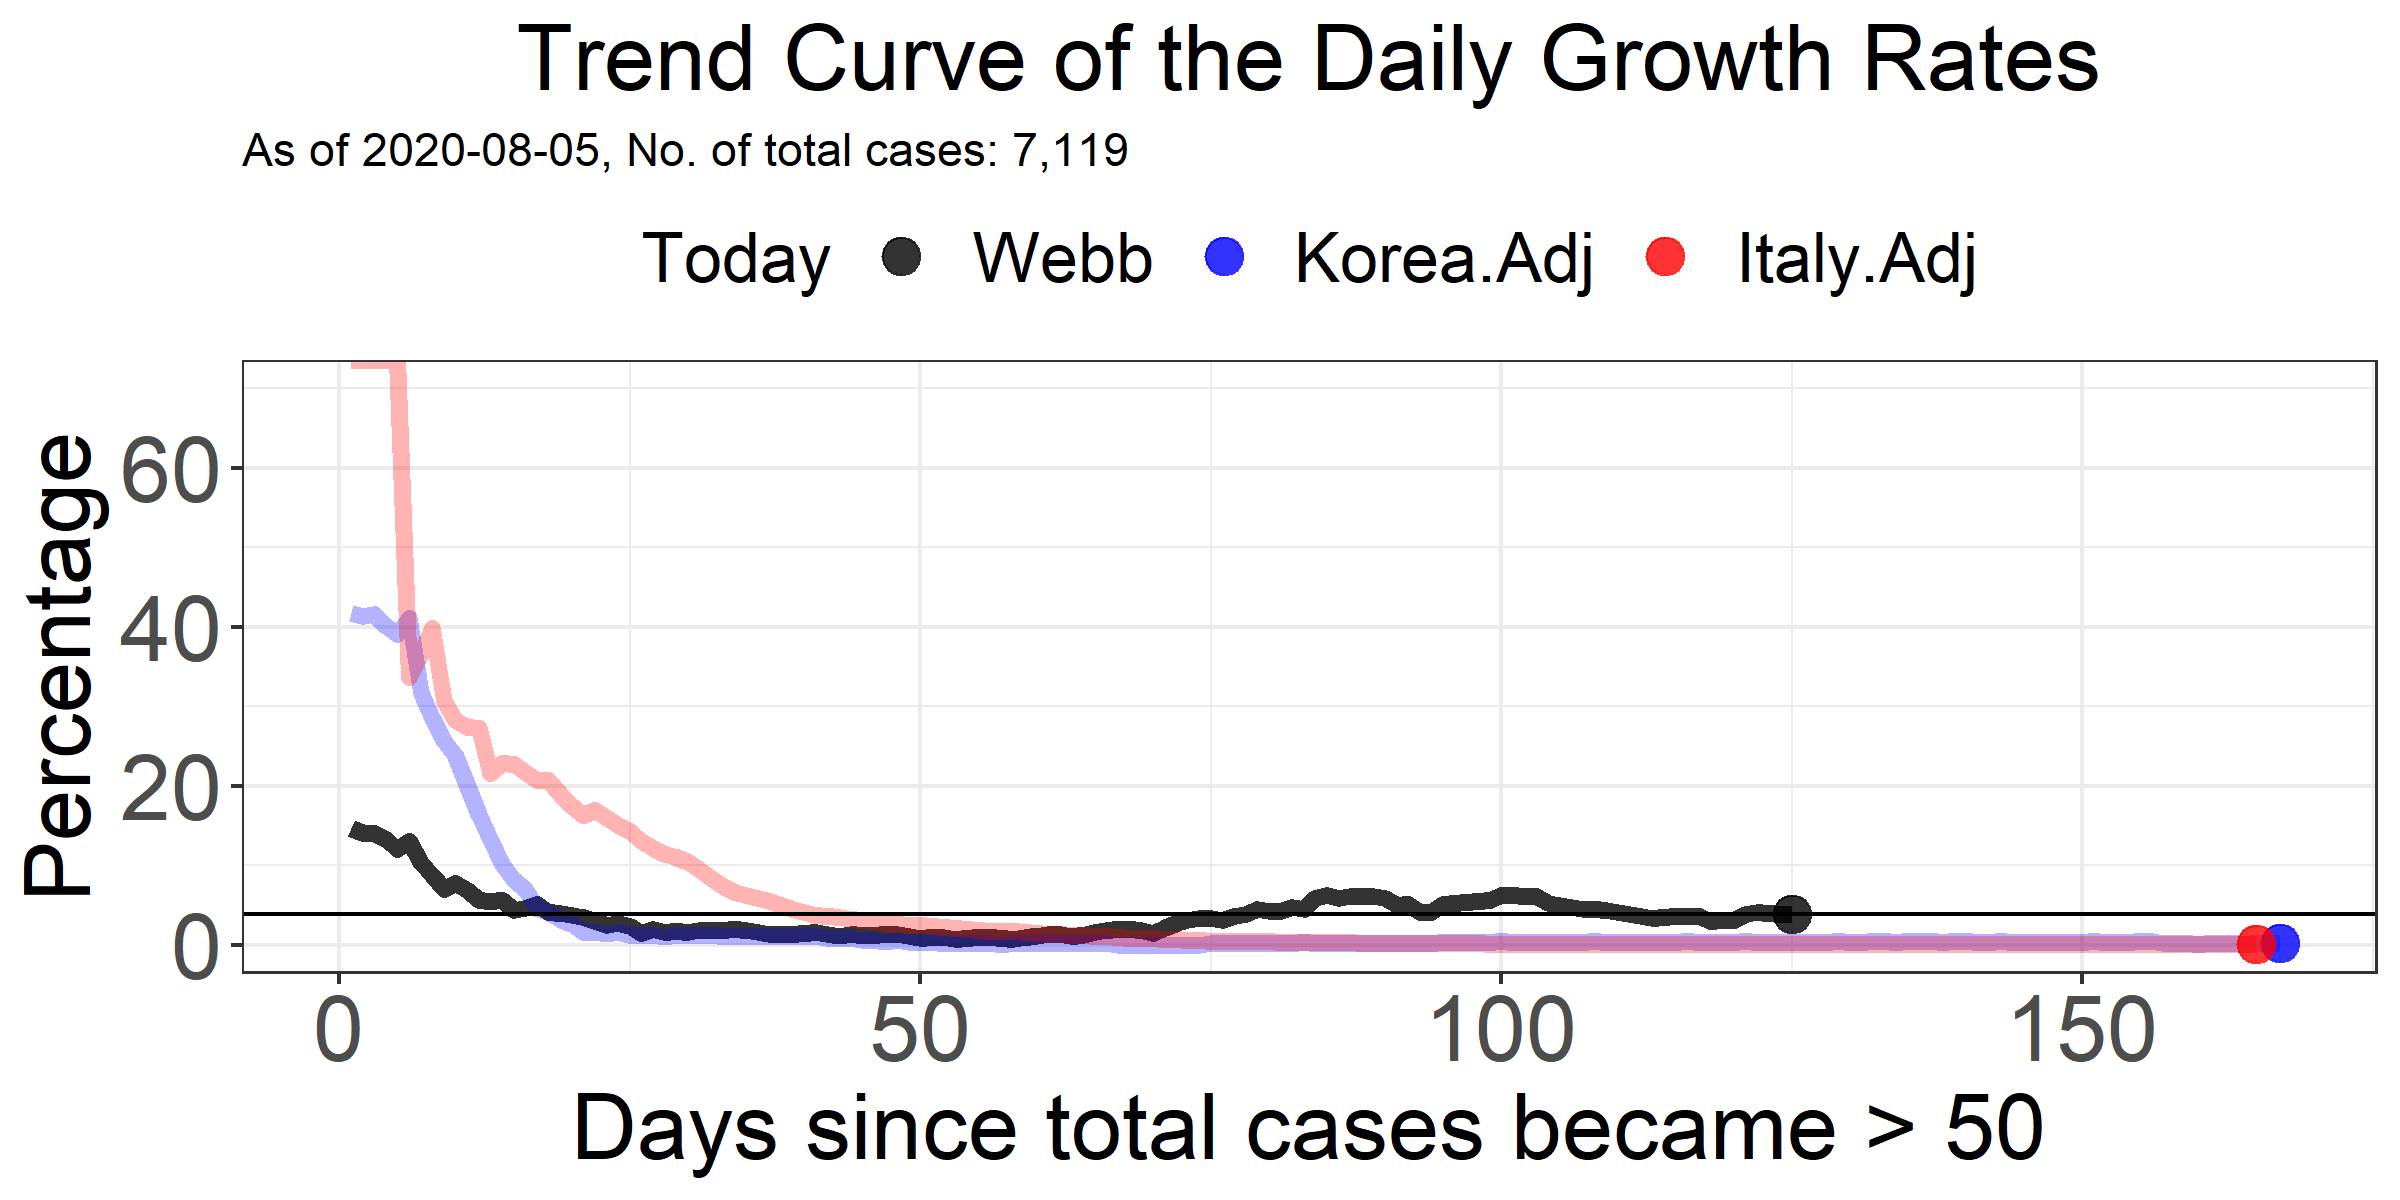 Trend Curve of the Daily Growth Rates
As of 2020-08-05, No. of total cases: 7,119
Today Webb Korea.Adj Italy.Adj
Percentage
60
40
20
0
0 50 100 150
Days since total cases became > 50